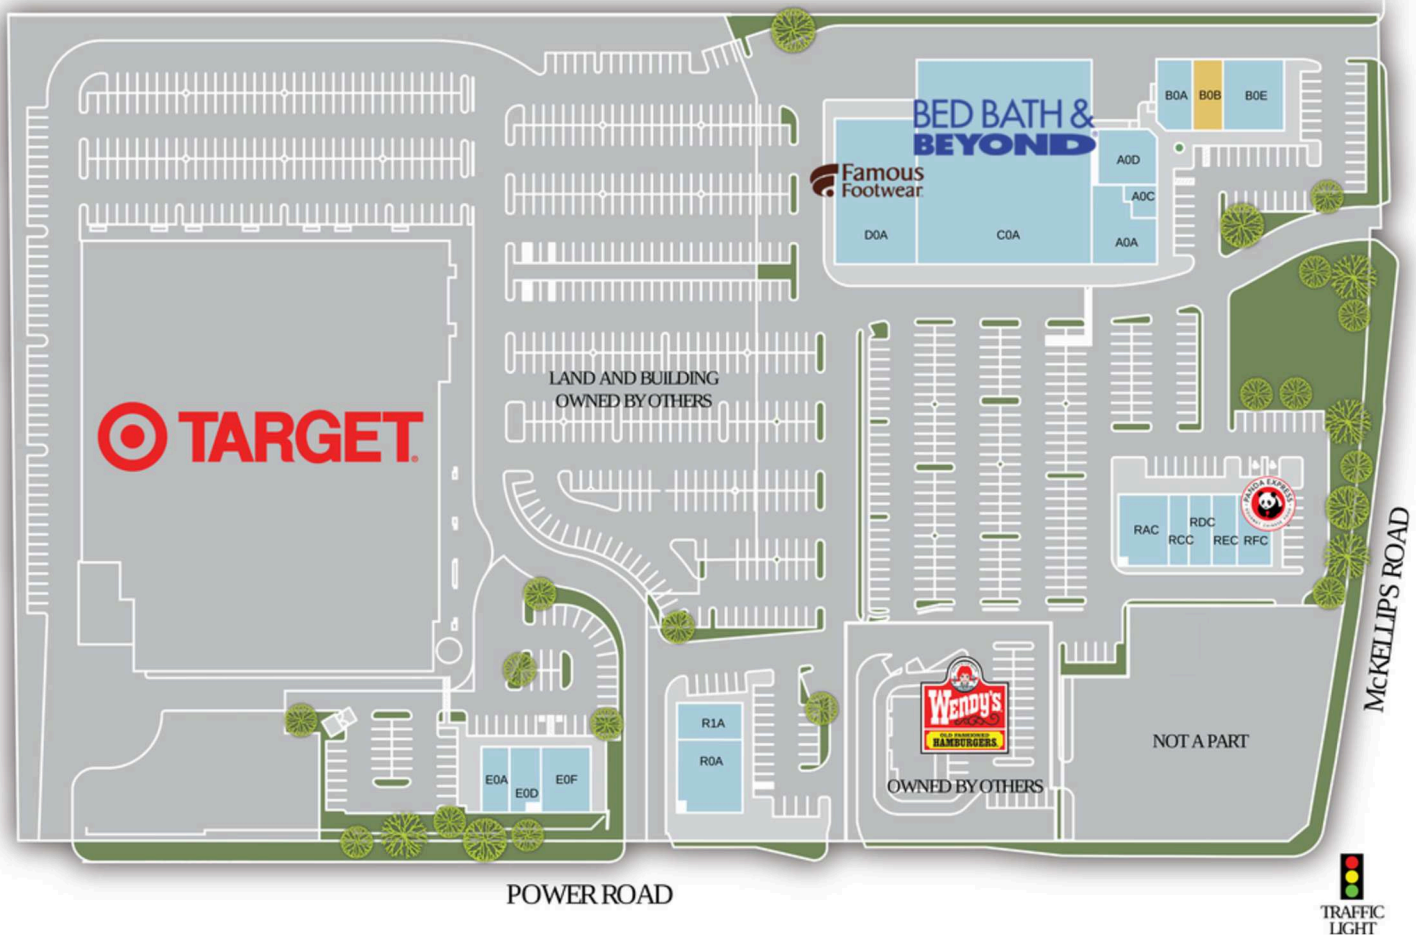 B0A
B0B
B0E
BED BATH &
BEYOND
Famous
Footwear
A0D
A0C
D0A
C0A
A0A
LAND AND BUILDING
OWNED BY OTHERS
TARGET
PANDA EXPRESS
RAC
RDC
RCC
REC
RFC
McKELLIPS ROAD
WENDY'S
OLD FASHIONED
HAMBURGERS
R1A
R0A
NOT A PART
OWNED BY OTHERS
E0A
E0D
E0F
POWER ROAD
TRAFFIC
LIGHT